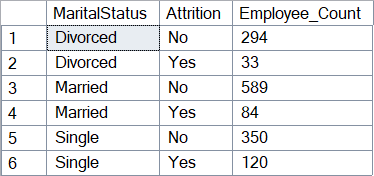 MaritalStatus Attrition Employee_Count
1 Divorced No 294
2 Divorced Yes 33
3 Married No 589
4 Married Yes 84
5 Single No 350
6 Single Yes 120